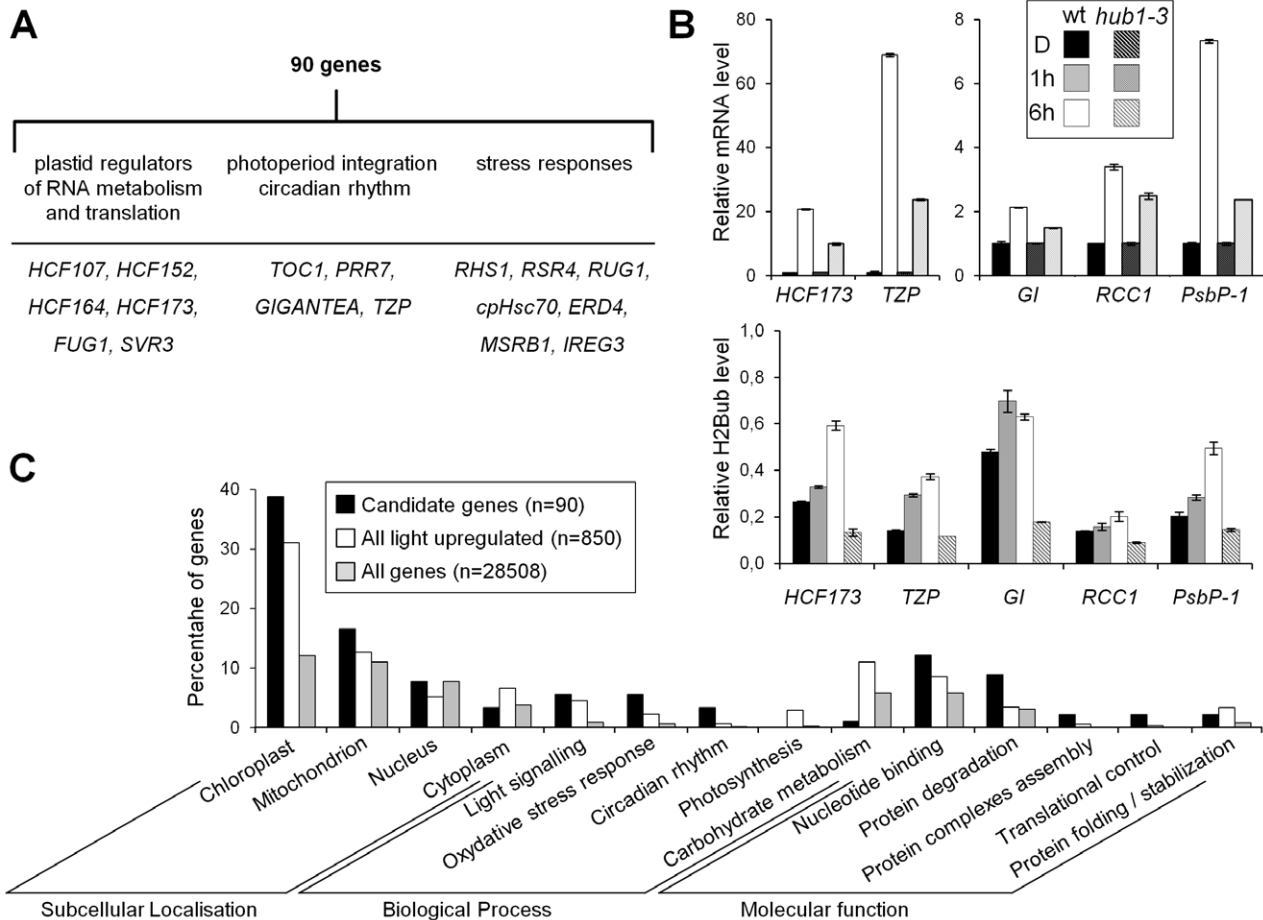 A
90 genes
plastid regulators
of RNA metabolism
and translation
photoperiod integration
circadian rhythm
stress responses
HCF107, HCF152,
HCF164, HCF173,
FUG1, SVR3
TOC1, PRR7,
GIGANTEA, TZP
RHS1, RSR4, RUG1,
cpHsc70, ERD4,
MSRB1, IREG3
B
Relative mRNA level
80
60
40
20
0
HCF173 TZP
8
6
4
2
0
GI RCC1 PsbP-1
wt hub1-3
D
1h
6h
Relative H2Bub level
1,0
0,8
0,6
0,4
0,2
0,0
HCF173 TZP GI RCC1 PsbP-1
C
Percentahe of genes
40
30
20
10
0
Candidate genes (n=90)
All light upregulated (n=850)
All genes (n=28508)
Chloroplast
Mitochondrion
Nucleus
Cytoplasm
Light signalling
Oxydative stress response
Circadian rhythm
Photosynthesis
Carbohydrate metabolism
Nucleotide binding
Protein degradation
Protein complexes assembly
Translational control
Protein folding / stabilization
Subcellular Localisation
Biological Process
Molecular function